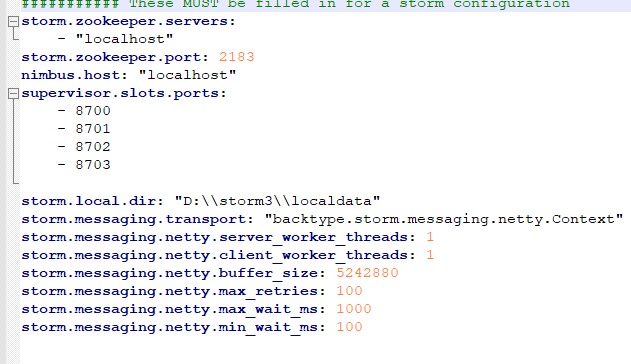 ########### These MUST be filled in for a storm configuration
storm.zookeeper.servers:
    - "localhost"
storm.zookeeper.port: 2183
nimbus.host: "localhost"
supervisor.slots.ports:
    - 8700
    - 8701
    - 8702
    - 8703
storm.local.dir: "D:\\storm3\\localdata"
storm.messaging.transport: "backtype.storm.messaging.netty.Context"
storm.messaging.netty.server_worker_threads: 1
storm.messaging.netty.client_worker_threads: 1
storm.messaging.netty.buffer_size: 5242880
storm.messaging.netty.max_retries: 100
storm.messaging.netty.max_wait_ms: 1000
storm.messaging.netty.min_wait_ms: 100